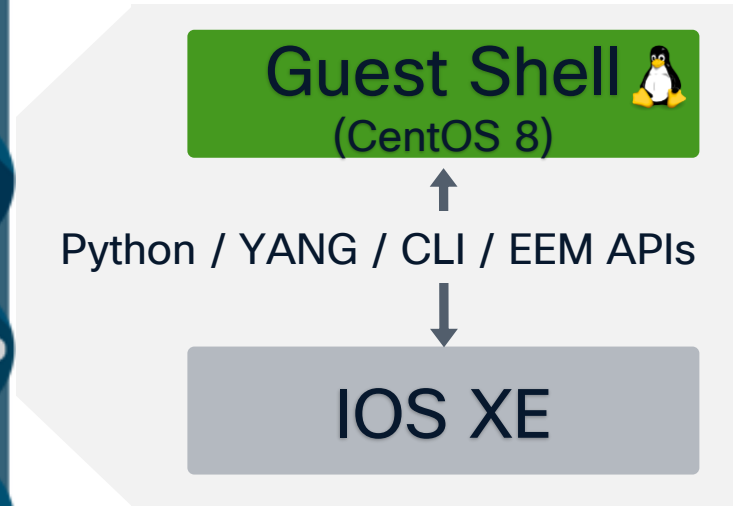 Guest Shell
(CentOS 8)
Python / YANG / CLI / EEM APIs
IOS XE